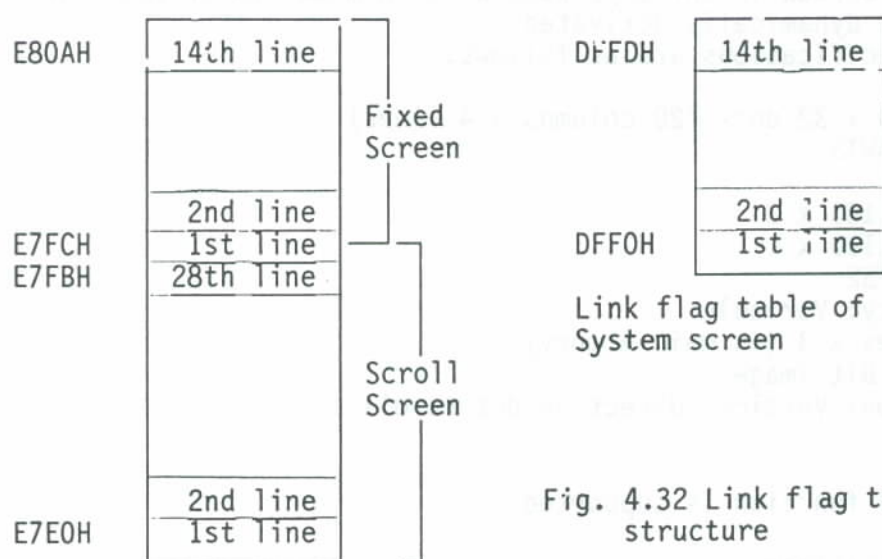 E80AH 14th line
Fixed
Screen
2nd line
E7FCH 1st line
E7FBH 28th line
Scroll
Screen
2nd line
E7E0H 1st line
DFFDH 14th line
2nd line
DFF0H 1st line
Link flag table of
System screen
Fig. 4.32 Link flag t
structure